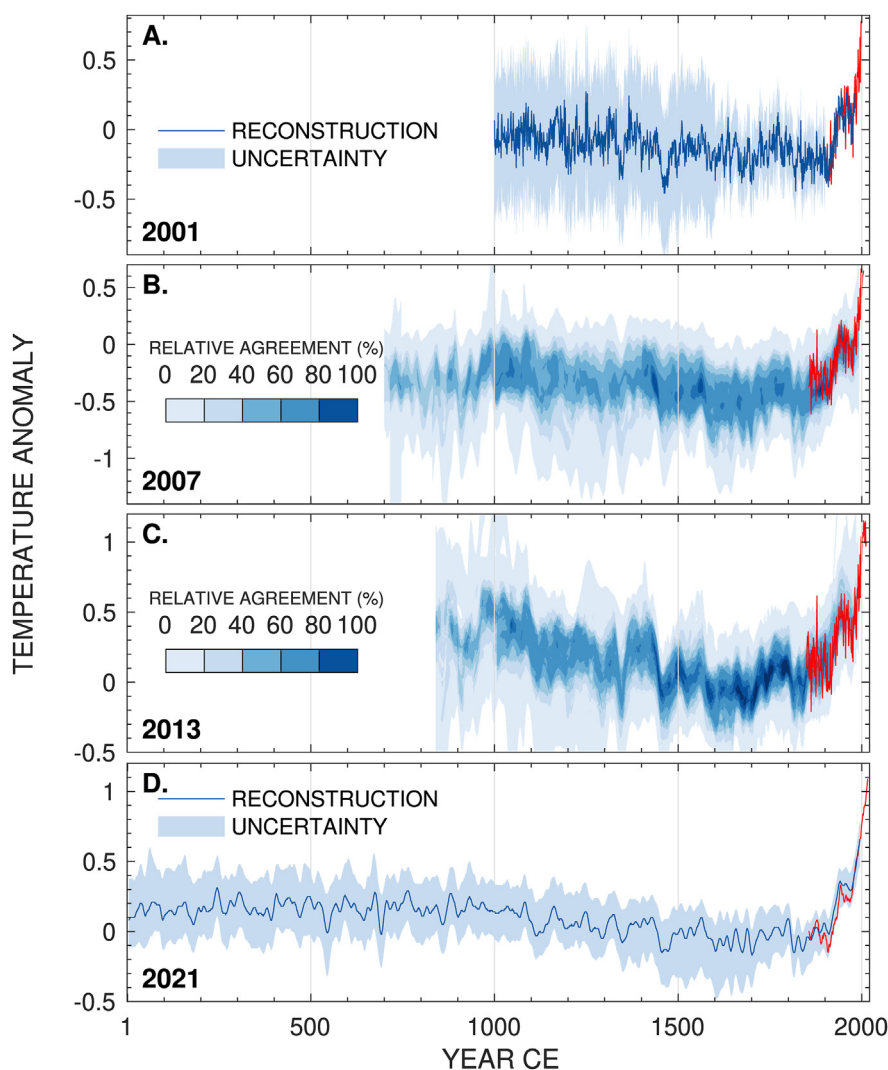 TEMPERATURE ANOMALY
A.
0.5
0
-0.5
RECONSTRUCTION
UNCERTAINTY
2001
B.
0.5
0
-0.5
-1
RELATIVE AGREEMENT (%)
0 20 40 60 80 100
2007
C.
1
0.5
0
-0.5
RELATIVE AGREEMENT (%)
0 20 40 60 80 100
2013
D.
1
0.5
0
-0.5
RECONSTRUCTION
UNCERTAINTY
2021
1 500 1000 1500 2000
YEAR CE